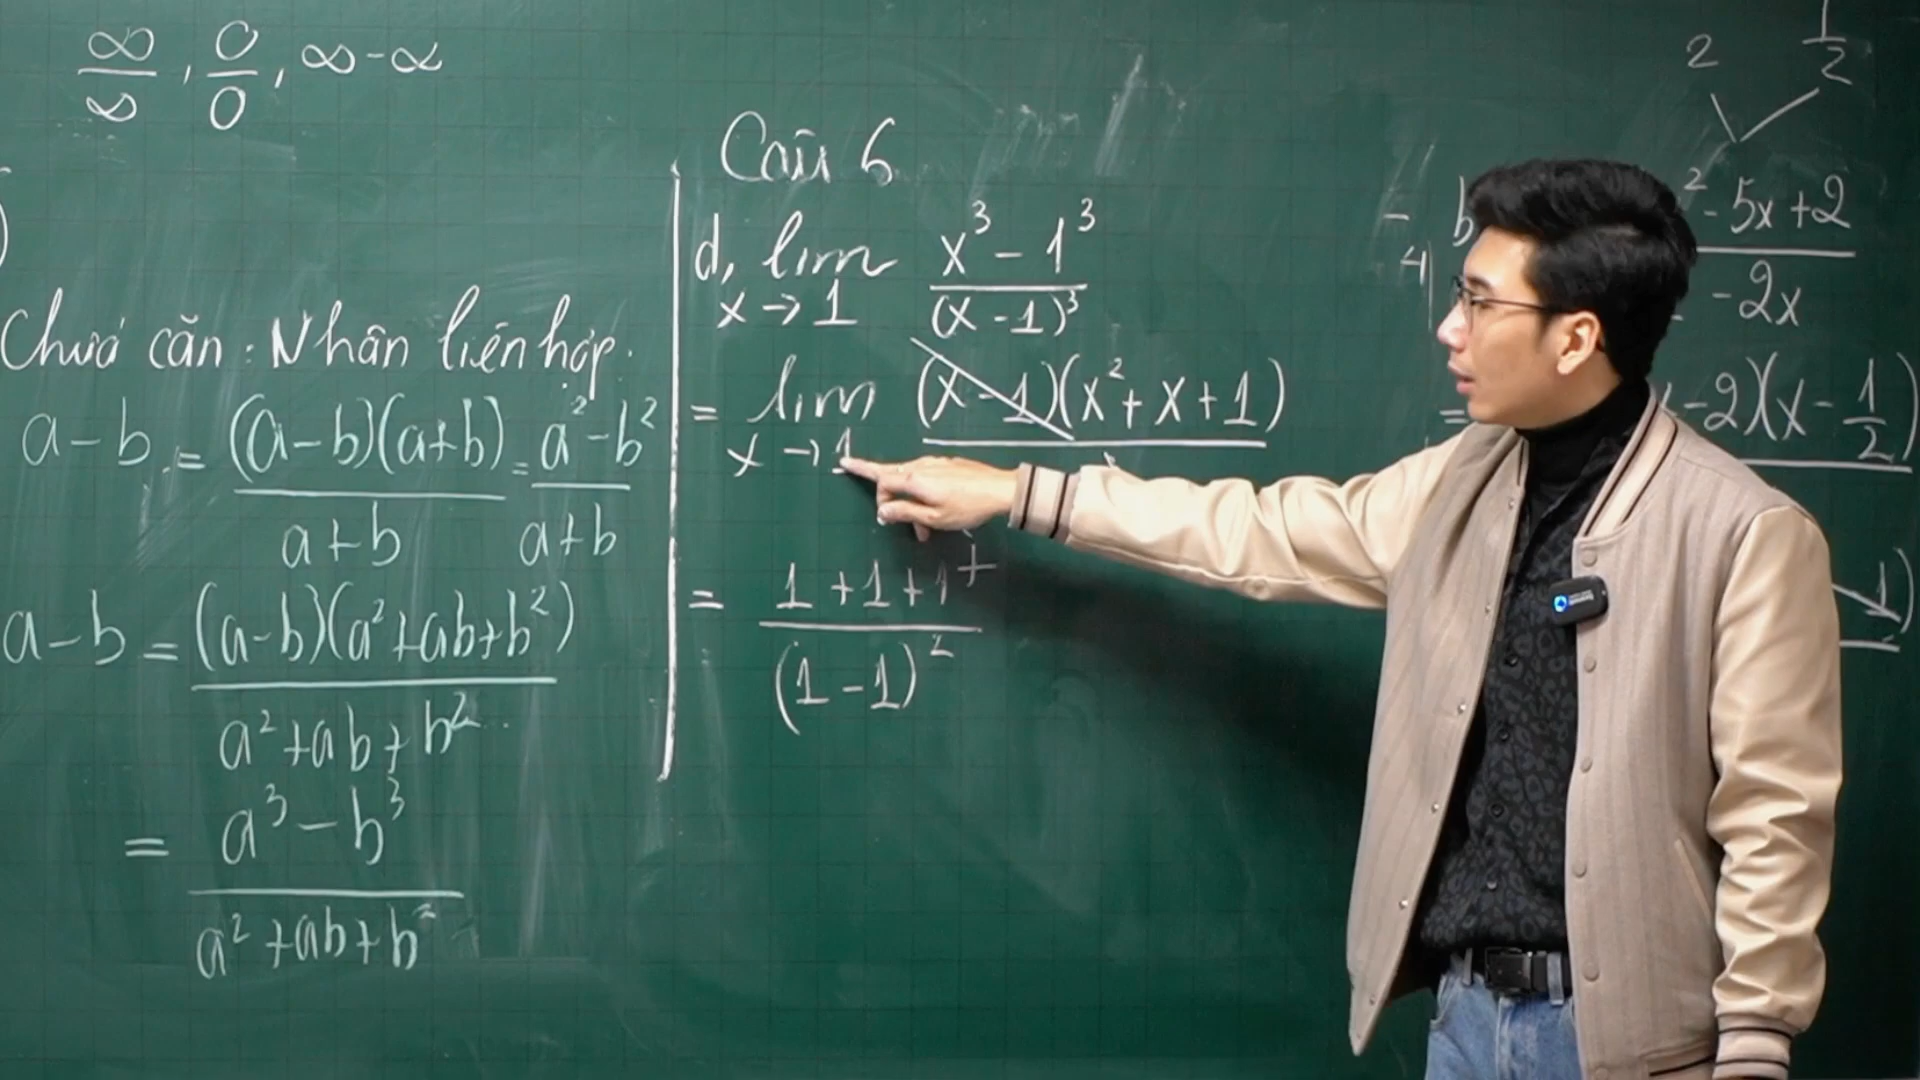 ∞/∞ , 0/0 , ∞ - ∞
Chứa căn : Nhân liên hợp.
a - b = (a-b)(a+b) / a+b = a² - b² / a+b
a - b = (a-b)(a²+ab+b²) / a²+ab+b²
= a³ - b³ / a²+ab+b²
Câu 6
d, lim x→1 x³ - 1³ / (x-1)³
= lim x→1 (x-1)(x²+x+1)
= 1+1+1 / (1-1)²
+
2 1/2
- 5x + 2
- 2x
- 2)(x - 1/2
1)